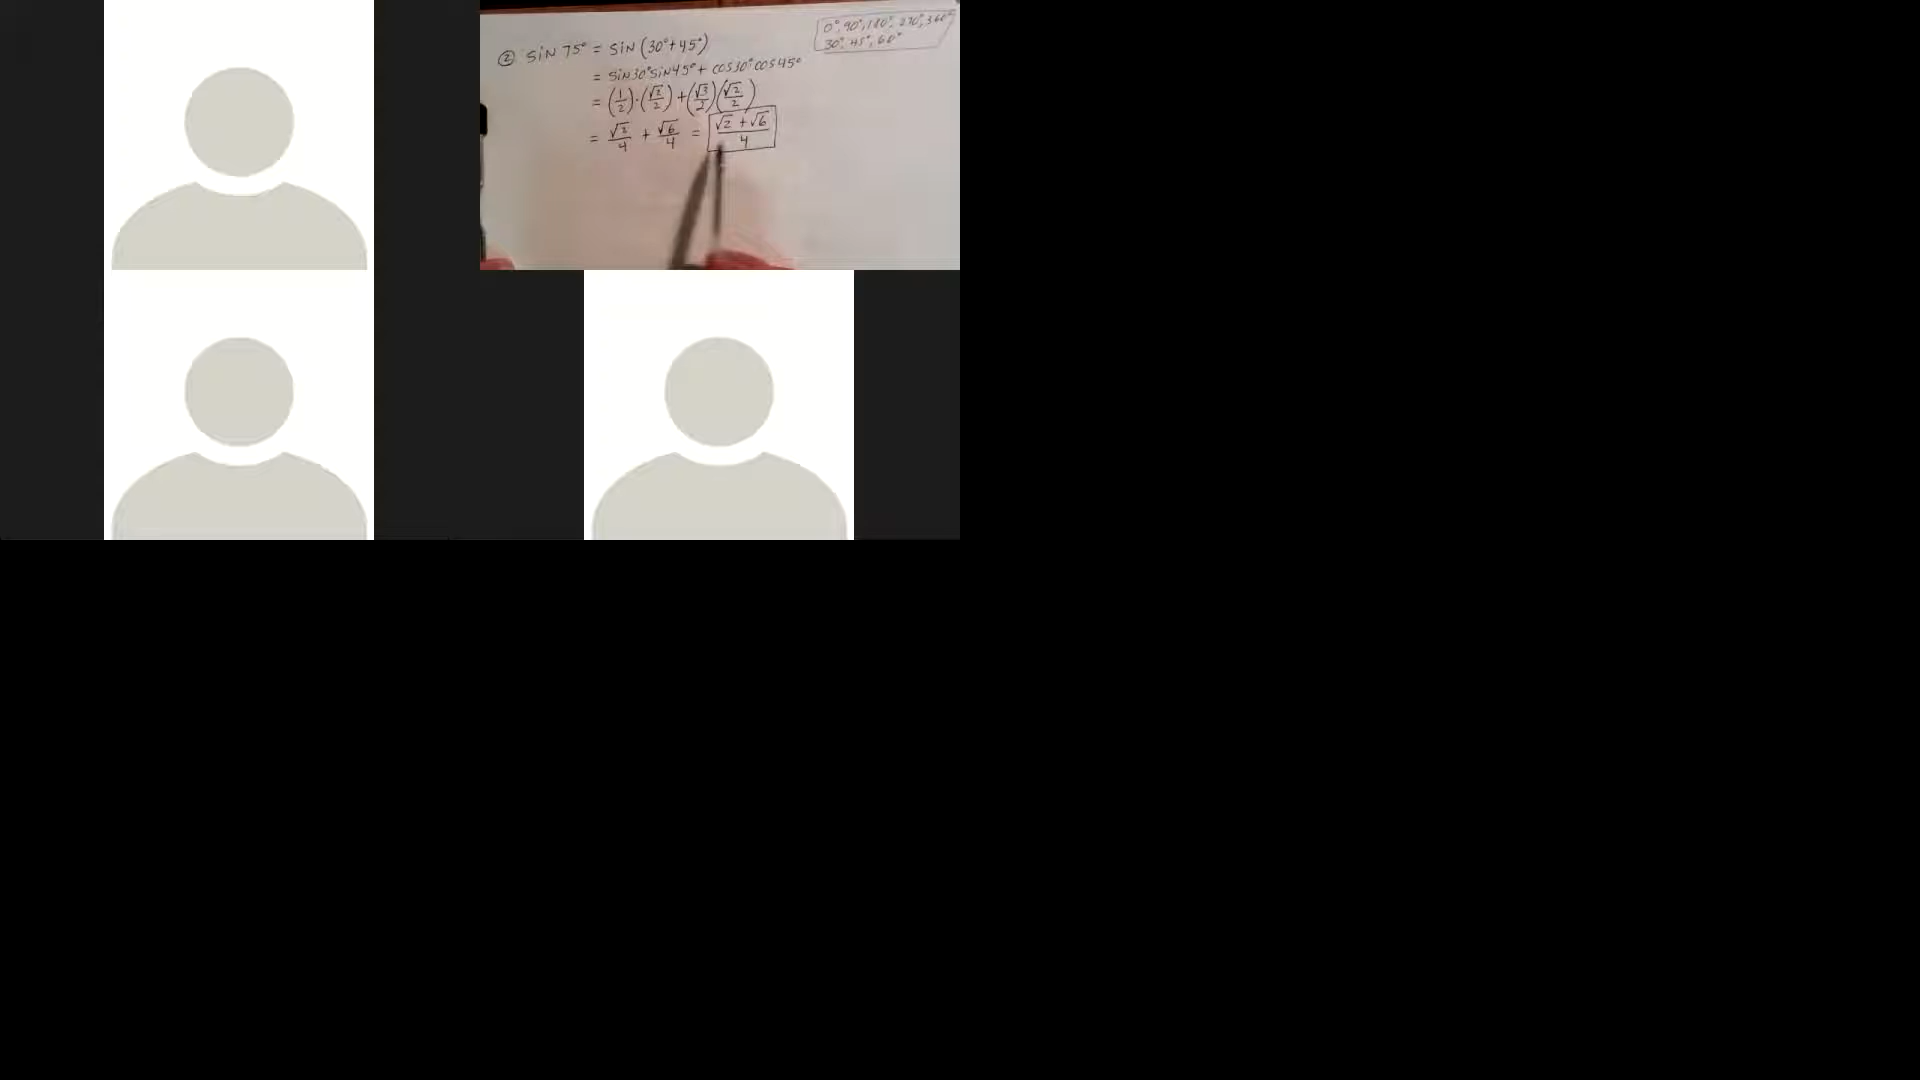 0°, 90°, 180°, 270°, 360°
30°, 45°, 60°
② SIN 75° = SIN (30°+45°)
= SIN30°SIN45° + COS30°COS45°
= (1/2)·(√2/2) + (√3/2)(√2/2)
= √2/4 + √6/4 = (√2 + √6)/4